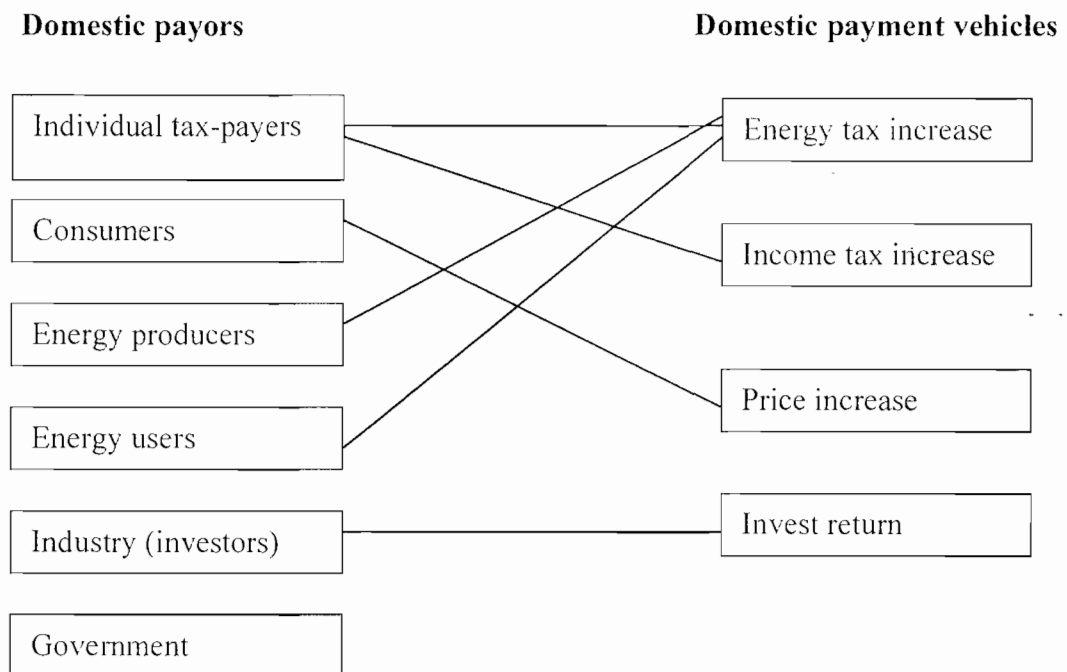 Domestic payors
Domestic payment vehicles
Individual tax-payers
Energy tax increase
Consumers
Income tax increase
Energy producers
Price increase
Energy users
Invest return
Industry (investors)
Government